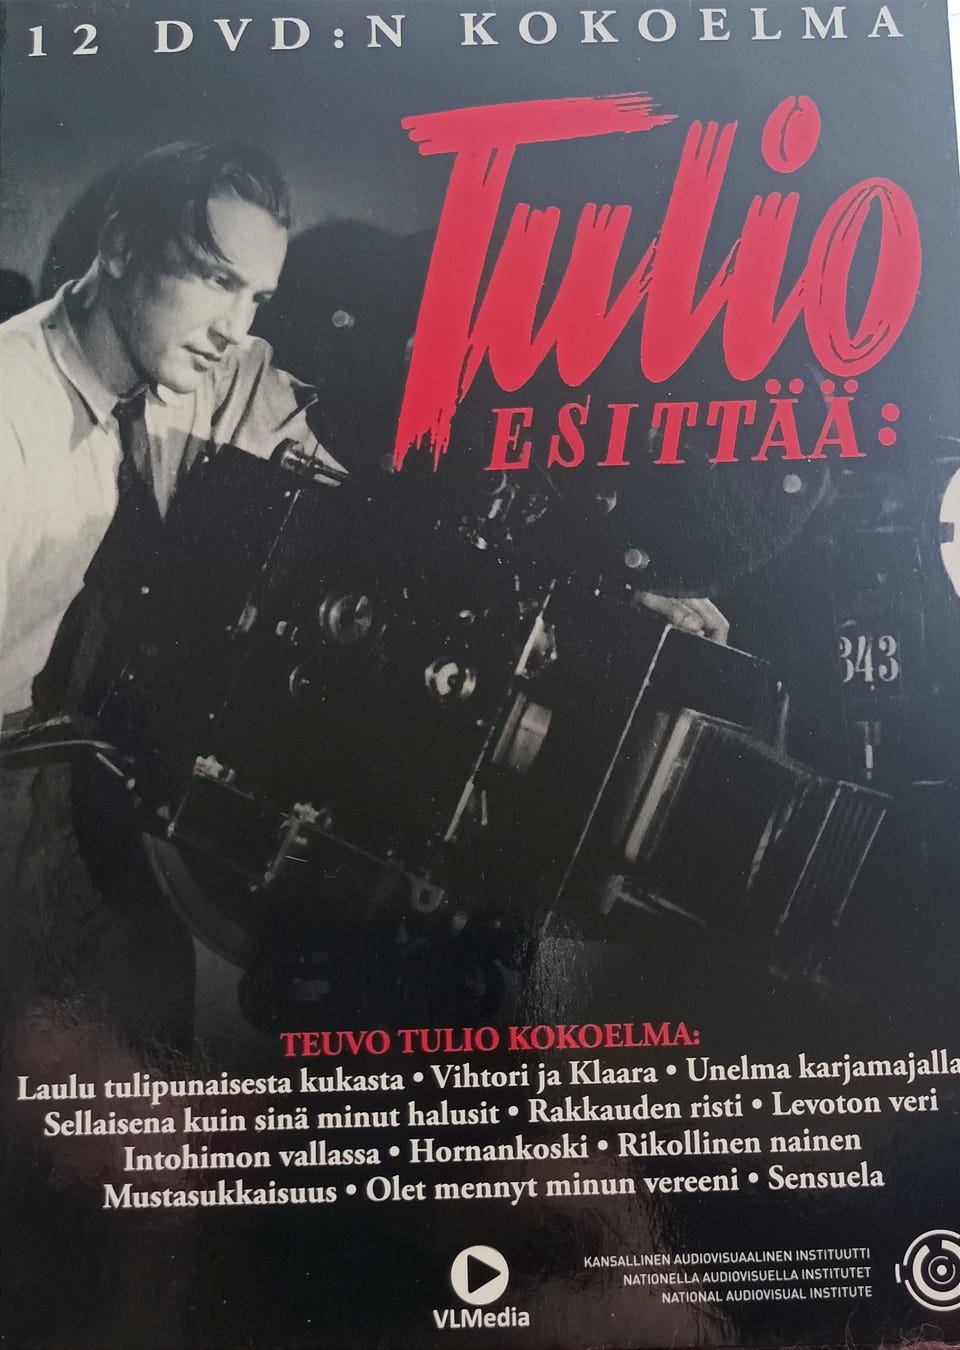 12 DVD:N KOKOELMA
Tulio
ESITTÄÄ:
343
TEUVO TULIO KOKOELMA:
Laulu tulipunaisesta kukasta • Vihtori ja Klaara • Unelma karjamajalla
Sellaisena kuin sinä minut halusit • Rakkauden risti • Levoton veri
Intohimon vallassa • Hornankoski • Rikollinen nainen
Mustasukkaisuus • Olet mennyt minun vereeni • Sensuela
VLMedia
KANSALLINEN AUDIOVISUAALINEN INSTITUUTTI
NATIONELLA AUDIOVISUELLA INSTITUTET
NATIONAL AUDIOVISUAL INSTITUTE